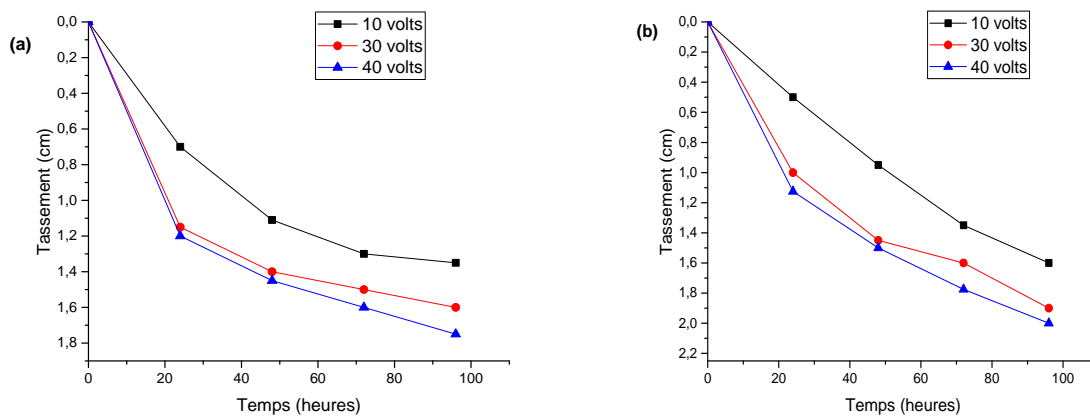 (a)
10 volts
30 volts
40 volts
0,0
0,2
0,4
0,6
0,8
1,0
1,2
1,4
1,6
1,8
Tassement (cm)
0 20 40 60 80 100
Temps (heures)
(b)
10 volts
30 volts
40 volts
0,0
0,2
0,4
0,6
0,8
1,0
1,2
1,4
1,6
1,8
2,0
2,2
Tassement (cm)
0 20 40 60 80 100
Temps (heures)